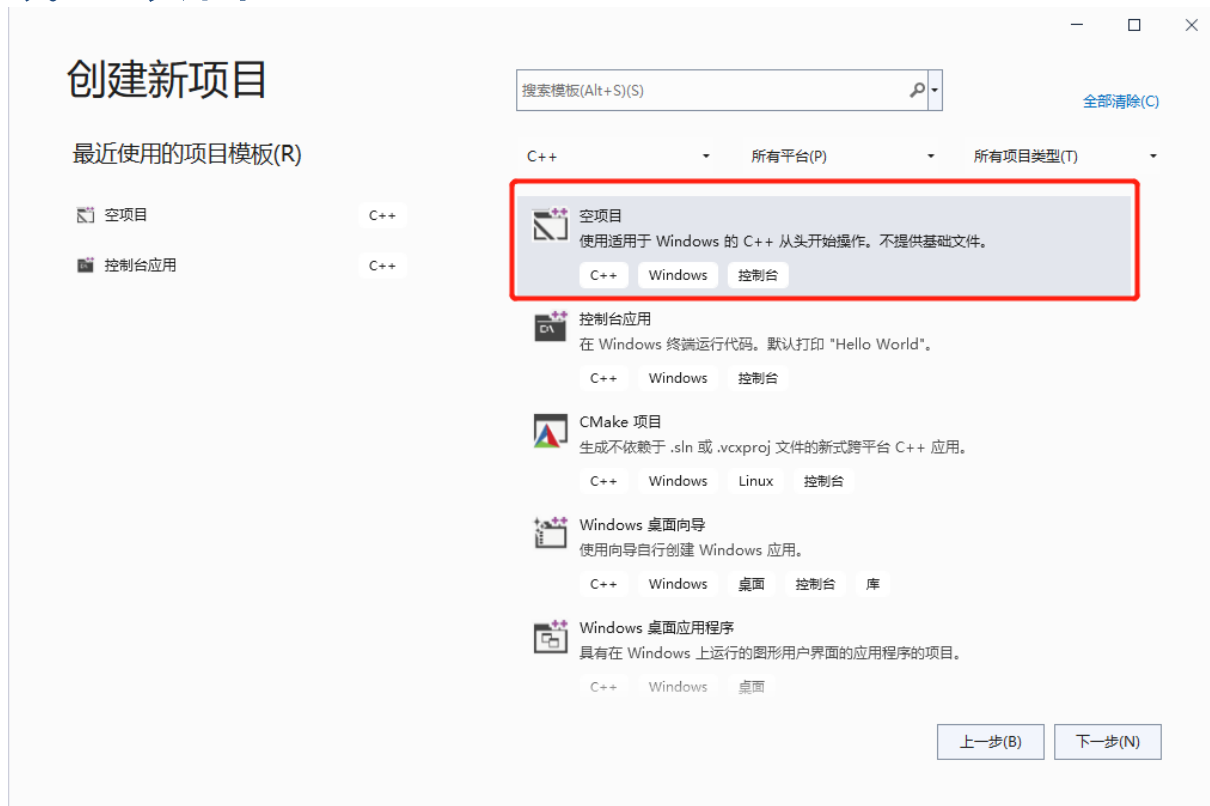 创建新项目
搜索模板(Alt+S)(S)
全部清除(C)
最近使用的项目模板(R)
空项目 C++
控制台应用 C++
C++ 所有平台(P) 所有项目类型(T)
空项目
使用适用于 Windows 的 C++ 从头开始操作。不提供基础文件。
C++ Windows 控制台
控制台应用
在 Windows 终端运行代码。默认打印 "Hello World"。
C++ Windows 控制台
CMake 项目
生成不依赖于 .sln 或 .vcxproj 文件的新式跨平台 C++ 应用。
C++ Windows Linux 控制台
Windows 桌面向导
使用向导自行创建 Windows 应用。
C++ Windows 桌面 控制台 库
Windows 桌面应用程序
具有在 Windows 上运行的图形用户界面的应用程序的项目。
C++ Windows 桌面
上一步(B) 下一步(N)